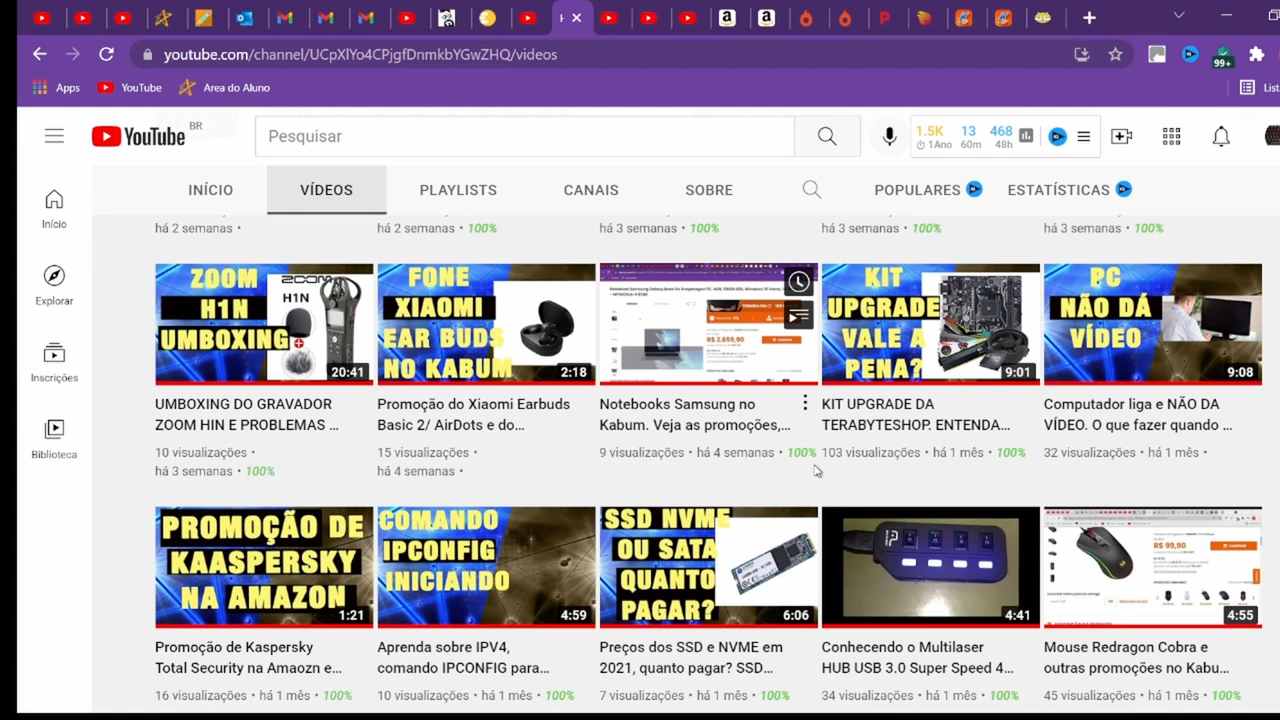 youtube.com/channel/UCpXlYo4CPjgfDnmkbYGwZHQ/videos
99+
Apps YouTube Area do Aluno List
YouTube BR
Pesquisar
1.5K 13 468
1Ano 60m 48h
INÍCIO VÍDEOS PLAYLISTS CANAIS SOBRE POPULARES ESTATÍSTICAS
Início
Explorar
Inscrições
Biblioteca
há 2 semanas •
há 2 semanas • 100%
há 3 semanas • 100%
há 3 semanas • 100%
há 3 semanas • 100%
ZOOM
H1N
UMBOXING
ZOOM
H1N
20:41
UMBOXING DO GRAVADOR
ZOOM HIN E PROBLEMAS ...
10 visualizações •
há 3 semanas • 100%
FONE
XIAOMI
EAR BUDS
NO KABUM
2:18
Promoção do Xiaomi Earbuds
Basic 2/ AirDots e do...
15 visualizações •
há 4 semanas •
R$ 2.659,90
Notebooks Samsung no
Kabum. Veja as promoções,...
9 visualizações • há 4 semanas • 100%
KIT
UPGRADE
VALE A
PENA?
9:01
KIT UPGRADE DA
TERABYTESHOP. ENTENDA...
103 visualizações • há 1 mês • 100%
PC
NÃO DÁ
VÍDEO
9:08
Computador liga e NÃO DA
VÍDEO. O que fazer quando ...
32 visualizações • há 1 mês •
PROMOÇÃO DE
KAASPERSKY
NA AMAZON
1:21
Promoção de Kaspersky
Total Security na Amaozn e...
16 visualizações • há 1 mês • 100%
COMANDO
IPCONFIG
INICIANDO
4:59
Aprenda sobre IPV4,
comando IPCONFIG para...
10 visualizações • há 1 mês • 100%
SSD NVME
OU SATA
QUANTO
PAGAR?
6:06
Preços dos SSD e NVME em
2021, quanto pagar? SSD...
7 visualizações • há 1 mês • 100%
4:41
Conhecendo o Multilaser
HUB USB 3.0 Super Speed 4...
34 visualizações • há 1 mês • 100%
R$ 99,90
4:55
Mouse Redragon Cobra e
outras promoções no Kabu...
45 visualizações • há 1 mês • 100%